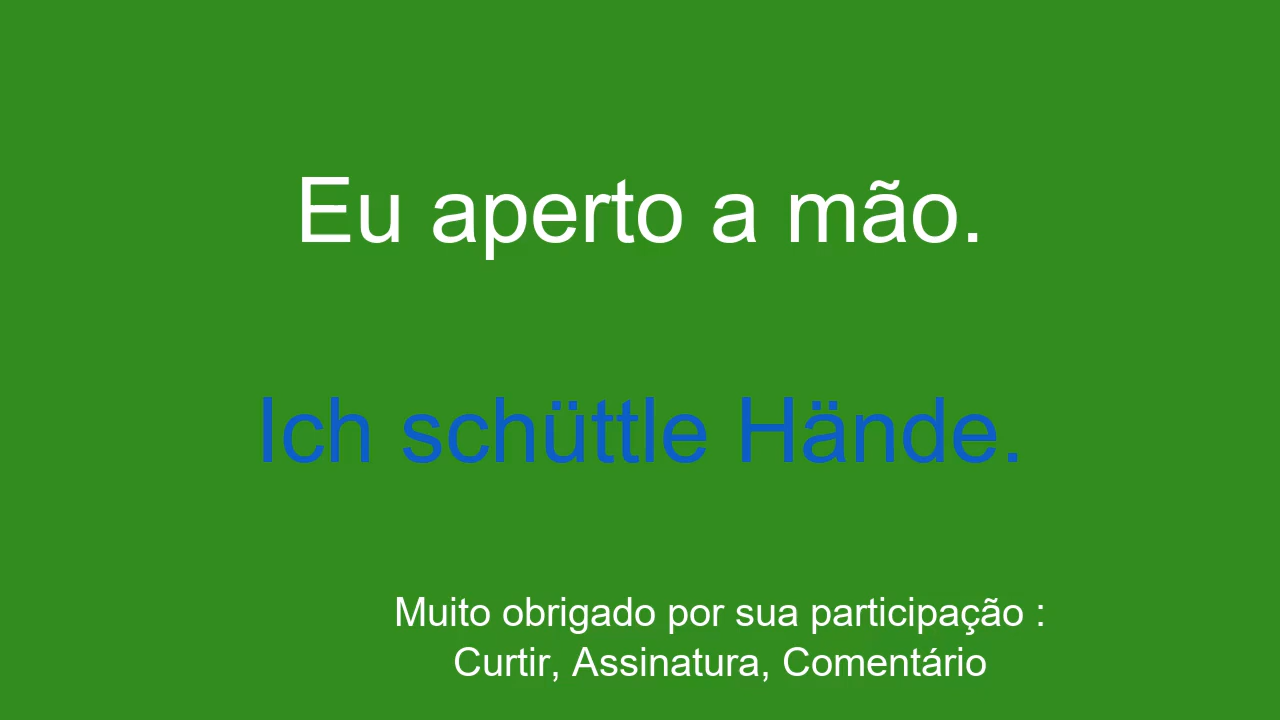 Eu aperto a mão.
Ich schüttle Hände.
Muito obrigado por sua participação :
Curtir, Assinatura, Comentário